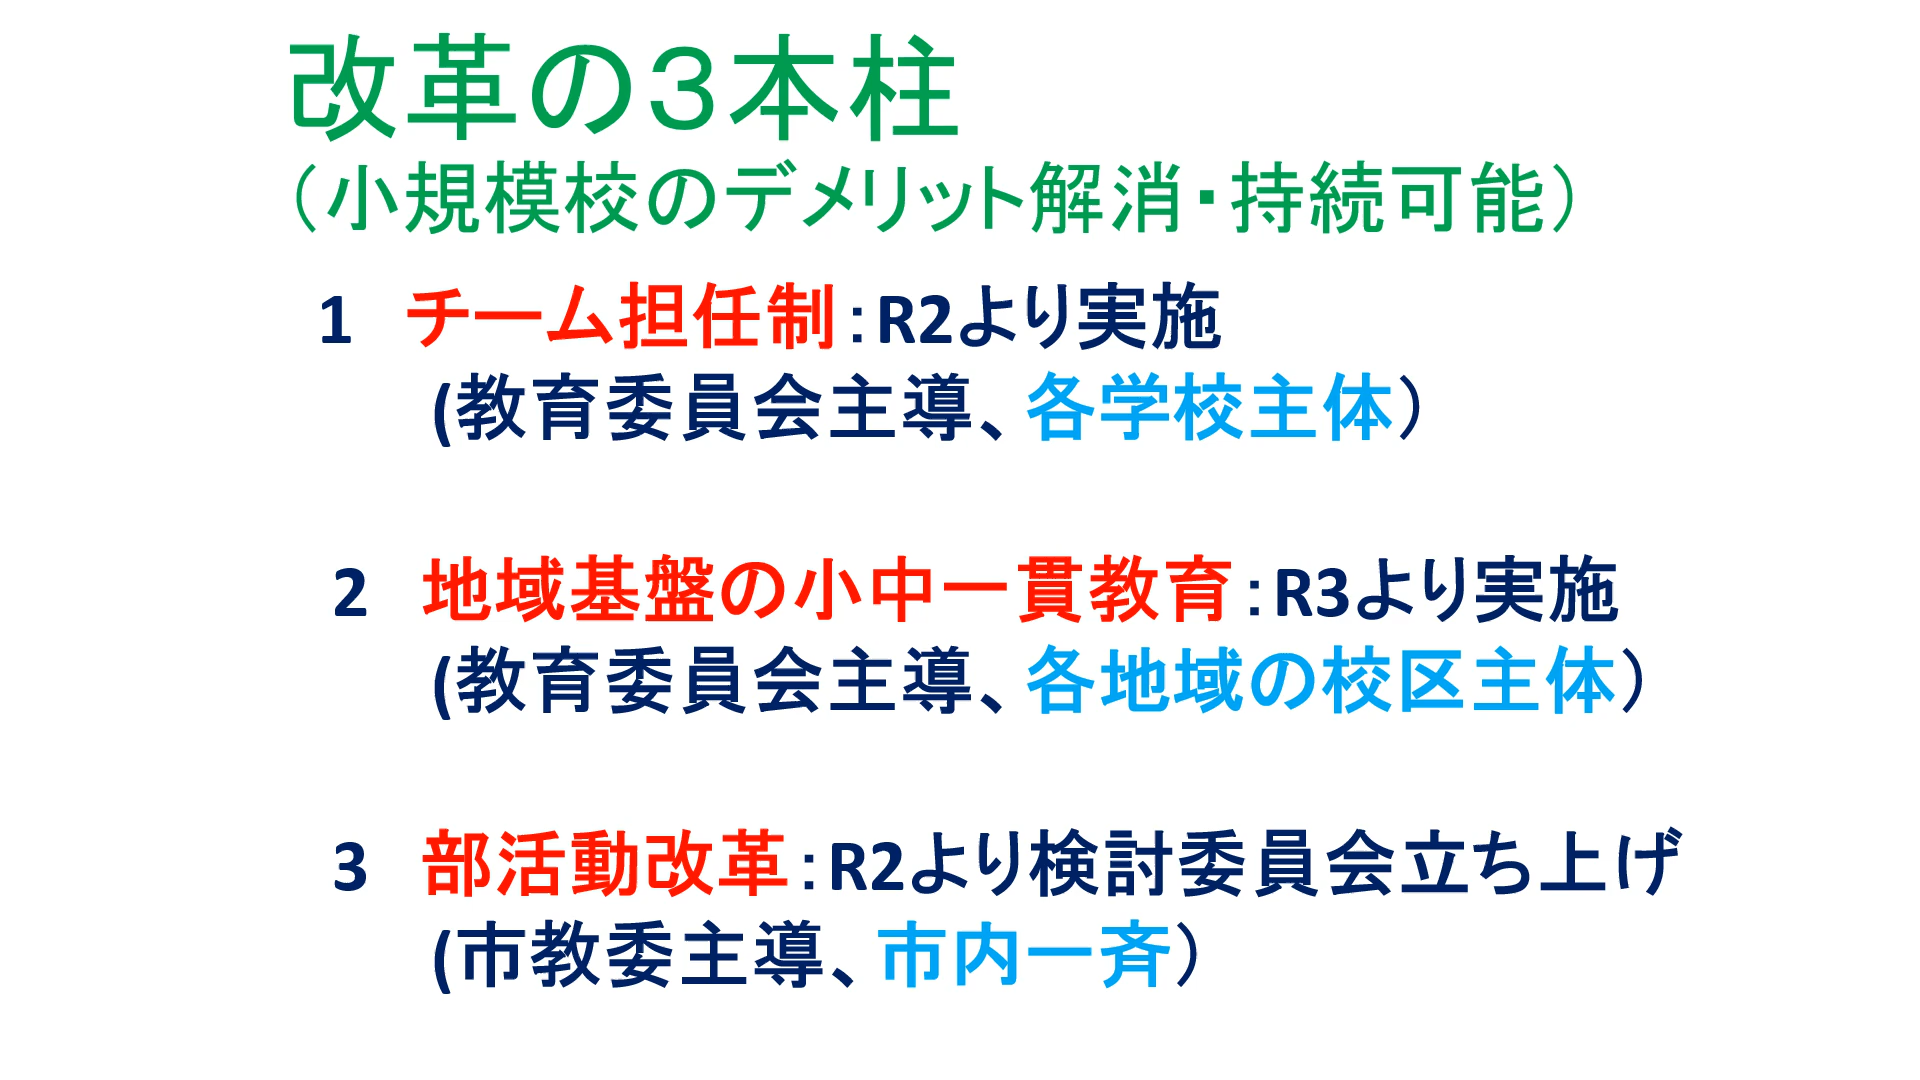 改革の３本柱
（小規模校のデメリット解消・持続可能）
1　チーム担任制：R2より実施
(教育委員会主導、各学校主体）
2　地域基盤の小中一貫教育：R3より実施
(教育委員会主導、各地域の校区主体）
3　部活動改革：R2より検討委員会立ち上げ
(市教委主導、市内一斉）